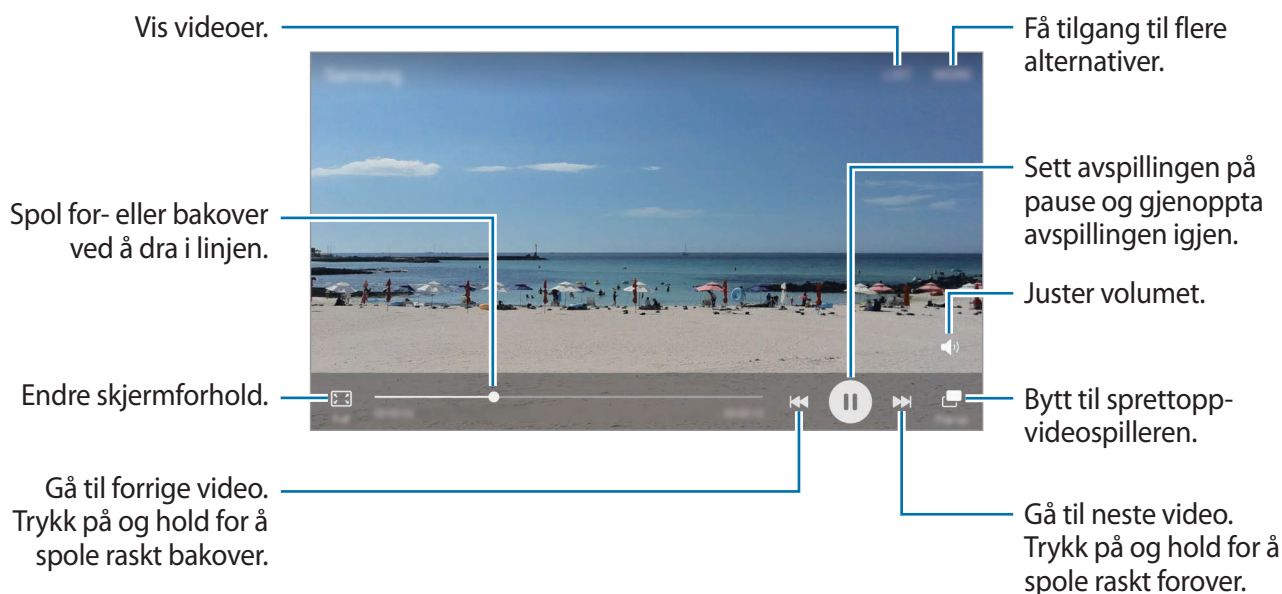 Vis videoer.
Få tilgang til flere
alternativer.
Sett avspillingen på
pause og gjenoppta
avspillingen igjen.
Spol for- eller bakover
ved å dra i linjen.
Juster volumet.
Endre skjermforhold.
Bytt til sprettopp-
videospilleren.
Gå til forrige video.
Trykk på og hold for å
spole raskt bakover.
Gå til neste video.
Trykk på og hold for å
spole raskt forover.